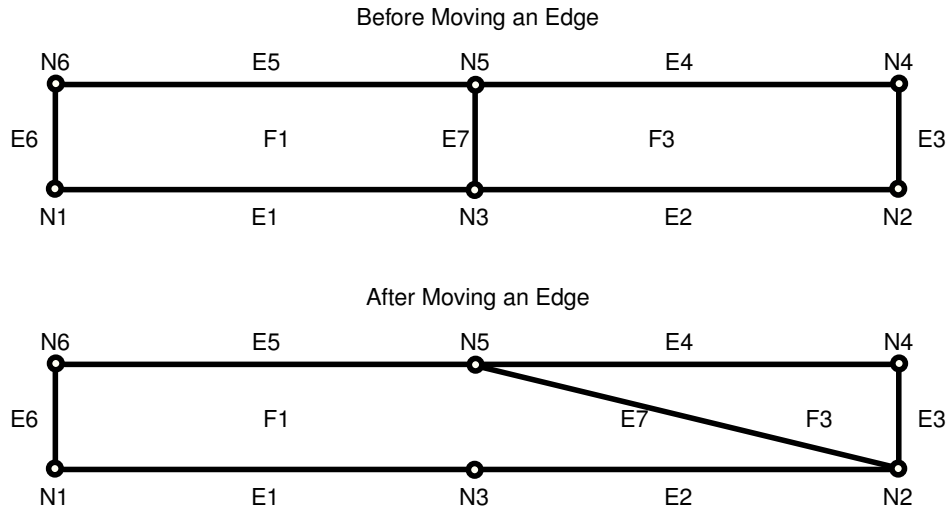 Before Moving an Edge
N6 E5 N5 E4 N4
E6 F1 E7 F3 E3
N1 E1 N3 E2 N2
After Moving an Edge
N6 E5 N5 E4 N4
E6 F1 E7 F3 E3
N1 E1 N3 E2 N2